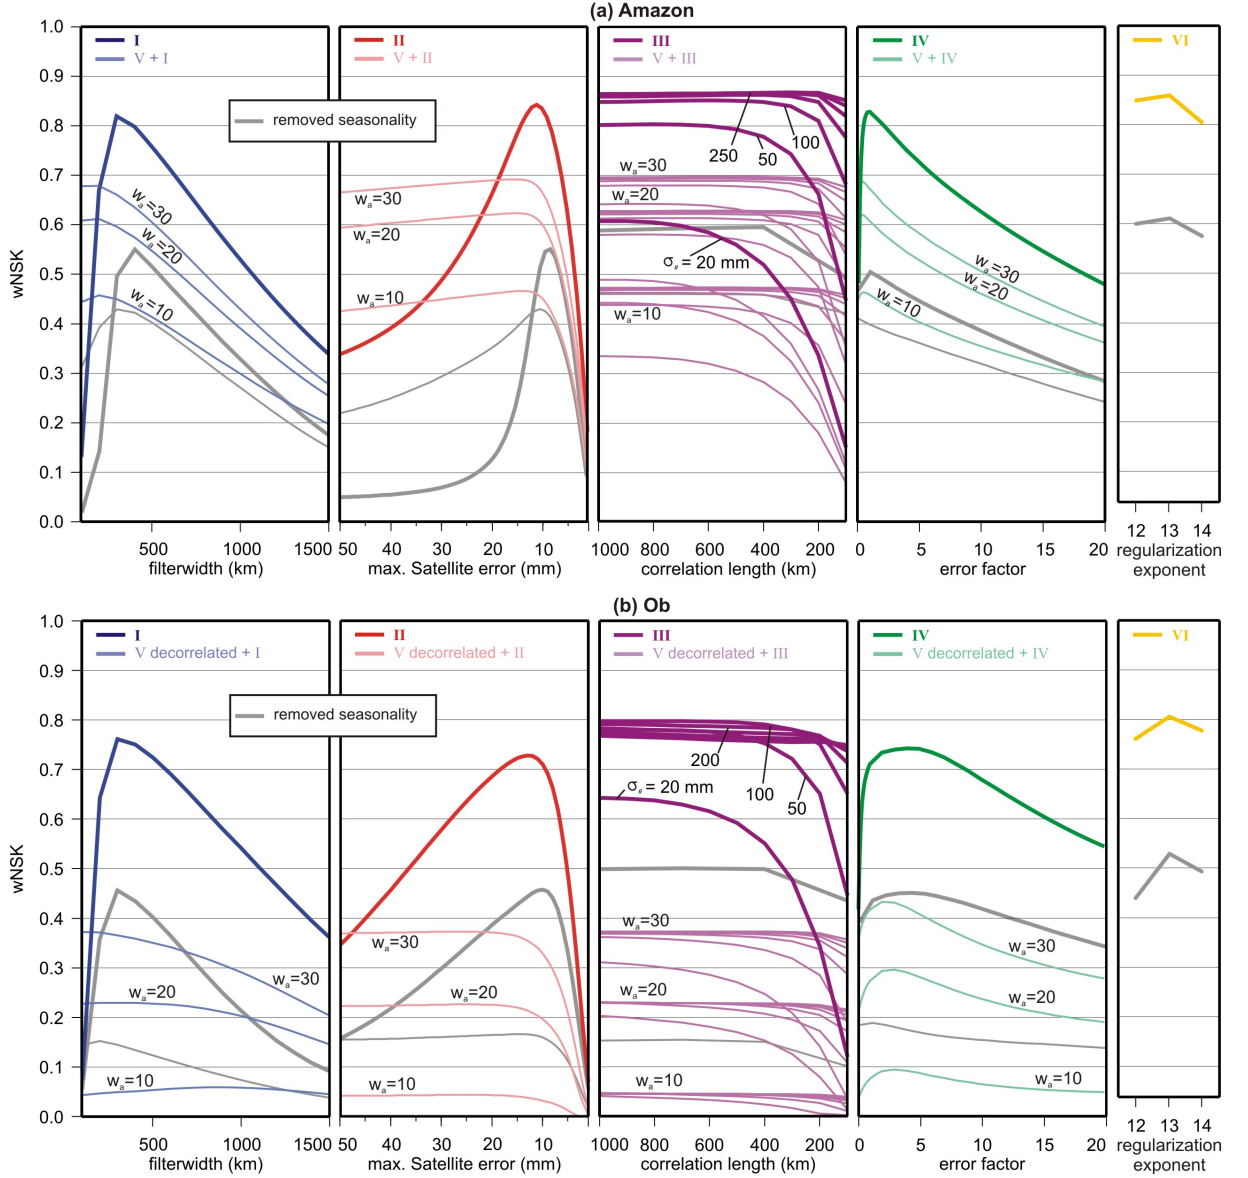 (a) Amazon
wNSK
1.0
0.9
0.8
0.7
0.6
0.5
0.4
0.3
0.2
0.1
0.0
I
V + I
removed seasonality
wa=30
wa=20
wa=10
500 1000 1500
filterwidth (km)
II
V + II
wa=30
wa=20
wa=10
50 40 30 20 10
max. Satellite error (mm)
III
V + III
250
50
100
wa=30
wa=20
σθ = 20 mm
wa=10
1000 800 600 400 200
correlation length (km)
IV
V + IV
wa=30
wa=20
wa=10
0 5 10 15 20
error factor
VI
12 13 14
regularization
exponent
(b) Ob
wNSK
1.0
0.9
0.8
0.7
0.6
0.5
0.4
0.3
0.2
0.1
0.0
I
V decorrelated + I
removed seasonality
wa=30
wa=20
wa=10
500 1000 1500
filterwidth (km)
II
V decorrelated + II
wa=30
wa=20
wa=10
50 40 30 20 10
max. Satellite error (mm)
III
V decorrelated + III
200
100
50
σθ = 20 mm
wa=30
wa=20
wa=10
1000 800 600 400 200
correlation length (km)
IV
V decorrelated + IV
wa=30
wa=20
wa=10
0 5 10 15 20
error factor
VI
12 13 14
regularization
exponent